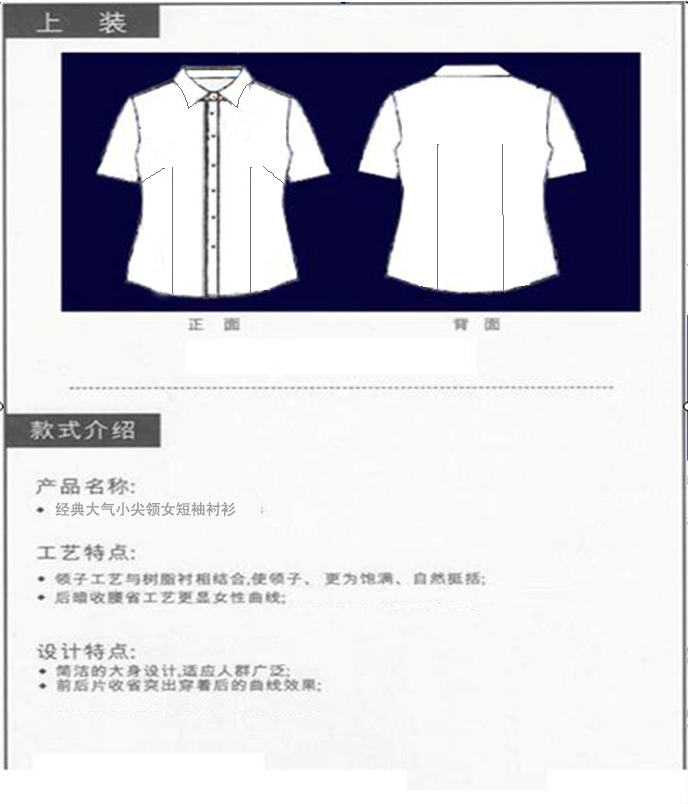 上 装
正 面
背 面
款式介绍
产品名称:
◆ 经典大气小尖领女短袖衬衫
工艺特点:
◆ 领子工艺与树脂衬相结合,使领子、 更为饱满、自然挺括;
◆ 后暗收腰省工艺更显女性曲线;
设计特点:
◆ 简洁的大身设计,适应人群广泛;
◆ 前后片收省突出穿着后的曲线效果;